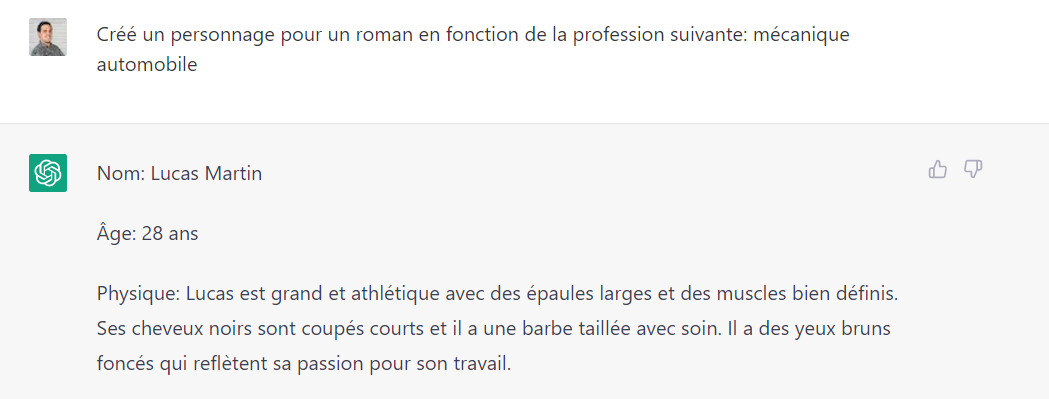 Créé un personnage pour un roman en fonction de la profession suivante: mécanique
automobile
Nom: Lucas Martin
Âge: 28 ans
Physique: Lucas est grand et athlétique avec des épaules larges et des muscles bien définis.
Ses cheveux noirs sont coupés courts et il a une barbe taillée avec soin. Il a des yeux bruns
foncés qui reflètent sa passion pour son travail.